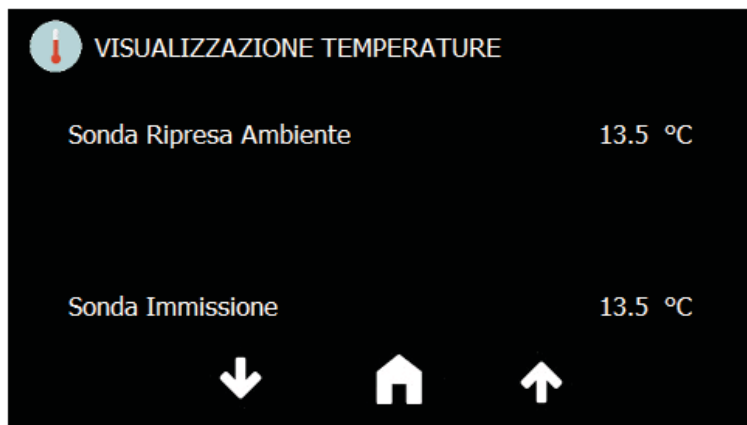 VISUALIZZAZIONE TEMPERATURE
Sonda Ripresa Ambiente 13.5 °C
Sonda Immissione 13.5 °C